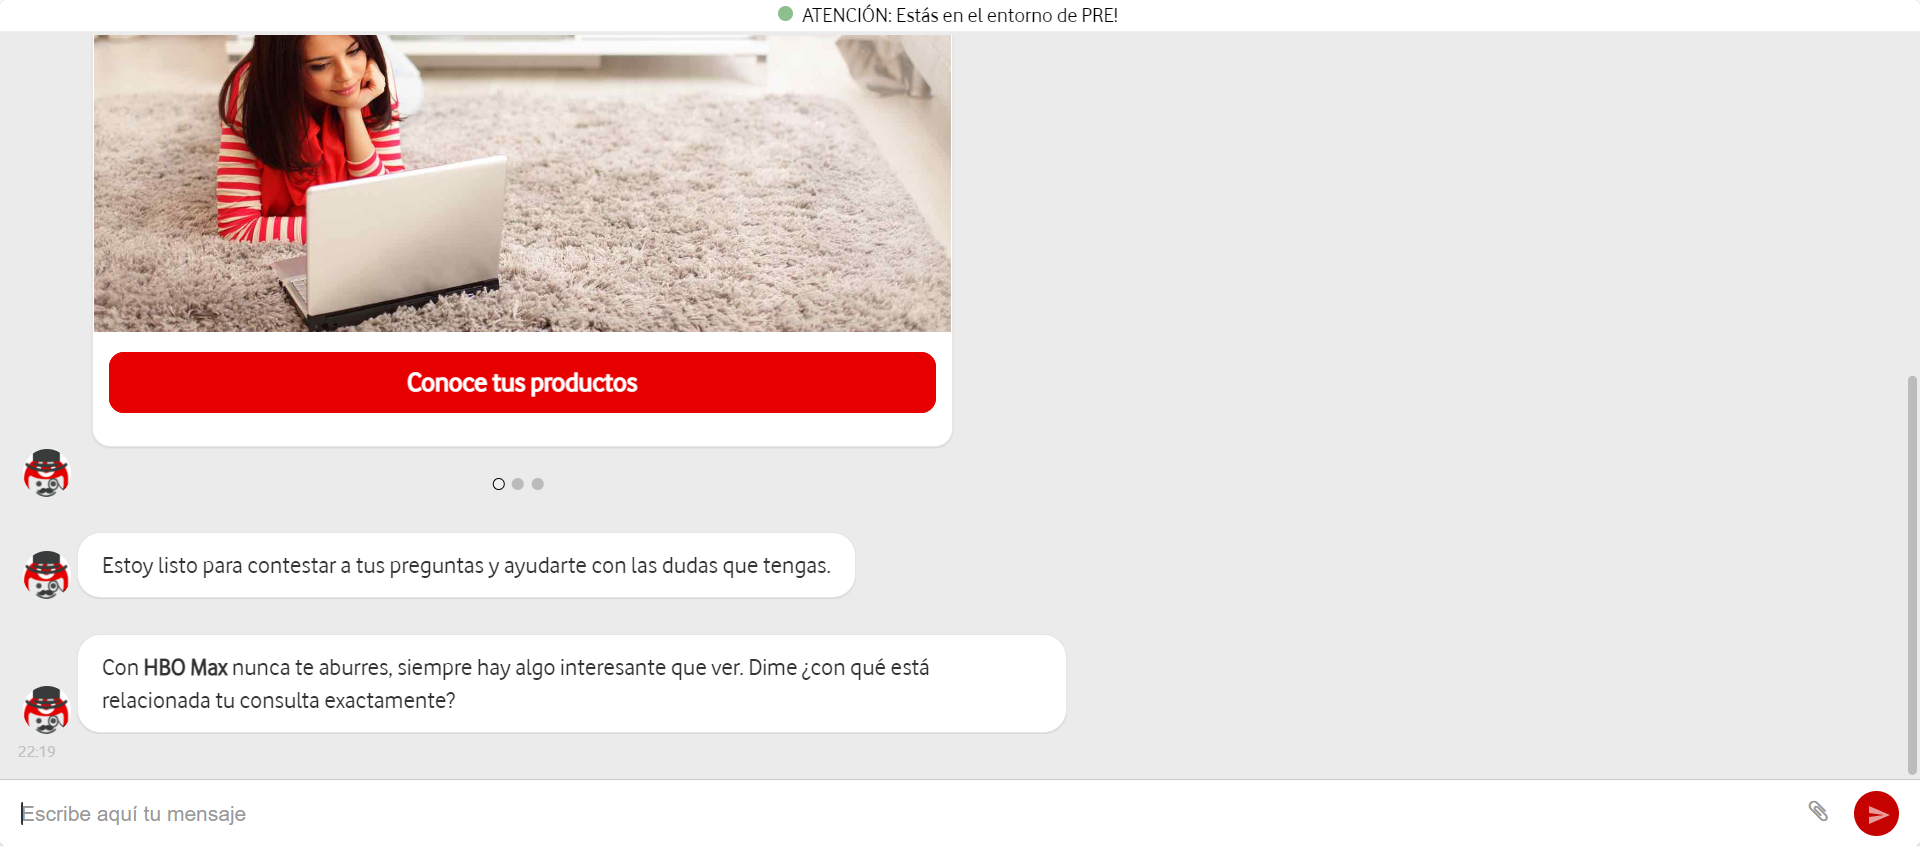 ATENCIÓN: Estás en el entorno de PRE!
Conoce tus productos
Estoy listo para contestar a tus preguntas y ayudarte con las dudas que tengas.
Con HBO Max nunca te aburres, siempre hay algo interesante que ver. Dime ¿con qué está
relacionada tu consulta exactamente?
22:19
Escribe aquí tu mensaje